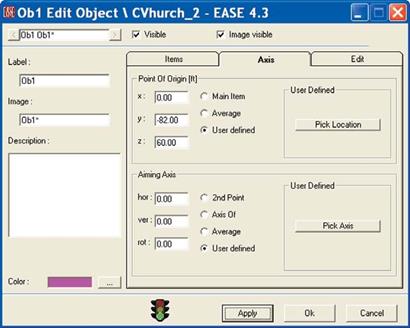 EASE Ob1 Edit Object \ CVhurch_2 - EASE 4.3
Ob1 Ob1*
Visible
Image visible
Label :
Ob1
Image :
Ob1*
Description :
Color :
...
Items
Axis
Edit
Point Of Origin [ft]
x : 0.00
y : -82.00
z : 60.00
Main Item
Average
User defined
User Defined
Pick Location
Aiming Axis
hor : 0.00
ver : 0.00
rot : 0.00
2nd Point
Axis Of
Average
User defined
User Defined
Pick Axis
Apply
Ok
Cancel